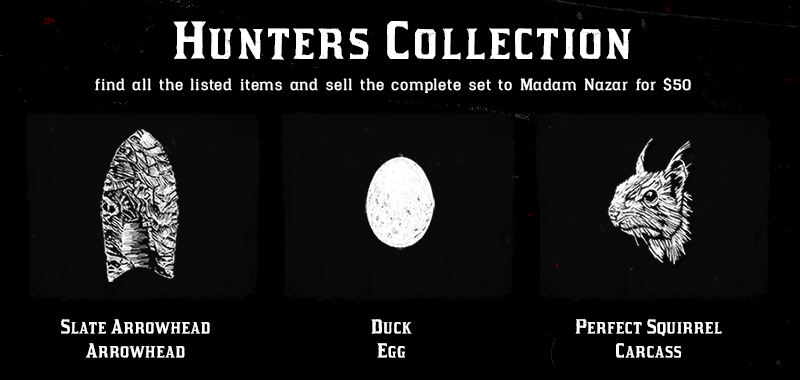 Hunters Collection
find all the listed items and sell the complete set to Madam Nazar for $50
Slate Arrowhead
Arrowhead
Duck
Egg
Perfect Squirrel
Carcass